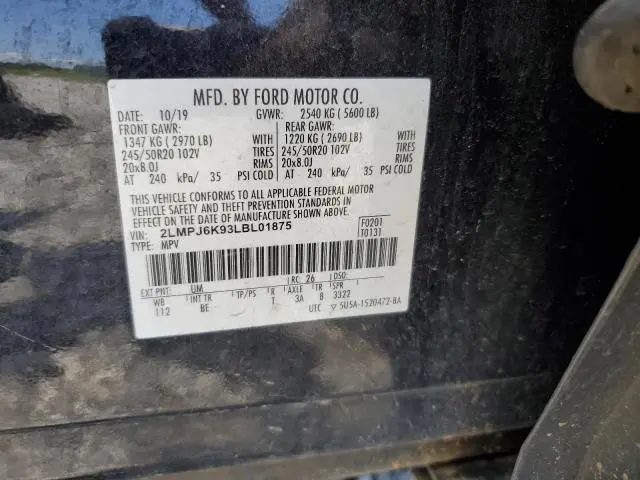 MFD. BY FORD MOTOR CO.
DATE: 10/19 GVWR: 2540 KG ( 5600 LB)
FRONT GAWR: REAR GAWR:
1347 KG ( 2970 LB) WITH 1220 KG ( 2690 LB) WITH
245/50R20 102V TIRES 245/50R20 102V TIRES
20x8.0J RIMS 20x8.0J RIMS
AT 240 kPa/ 35 PSI COLD AT 240 kPa/ 35 PSI COLD
THIS VEHICLE CONFORMS TO ALL APPLICABLE FEDERAL MOTOR
VEHICLE SAFETY AND THEFT PREVENTION STANDARDS IN
EFFECT ON THE DATE OF MANUFACTURE SHOWN ABOVE.
VIN: 2LMPJ6K93LBL01875 F0201
TYPE: MPV T0131
EXT PNT: UM RC: 26 DSO:
WB INT TR TP/PS R AXLE TR SPR
112 BE T 3A B 3322
UTC 5U5A-1520472-BA